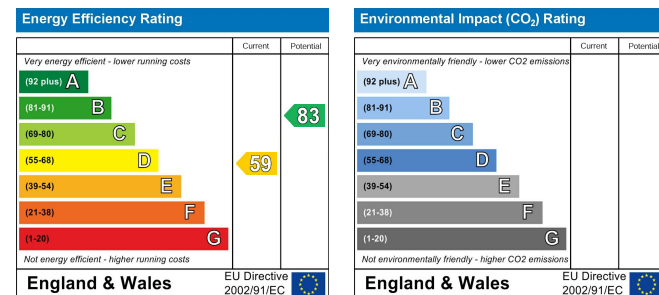 Energy Efficiency Rating
Current Potential
Very energy efficient - lower running costs
(92 plus) A
(81-91) B
83
(69-80) C
(55-68) D
59
(39-54) E
(21-38) F
(1-20) G
Not energy efficient - higher running costs
England & Wales
EU Directive
2002/91/EC
Environmental Impact (CO₂) Rating
Current Potential
Very environmentally friendly - lower CO2 emissions
(92 plus) A
(81-91) B
(69-80) C
(55-68) D
(39-54) E
(21-38) F
(1-20) G
Not environmentally friendly - higher CO2 emissions
England & Wales
EU Directive
2002/91/EC